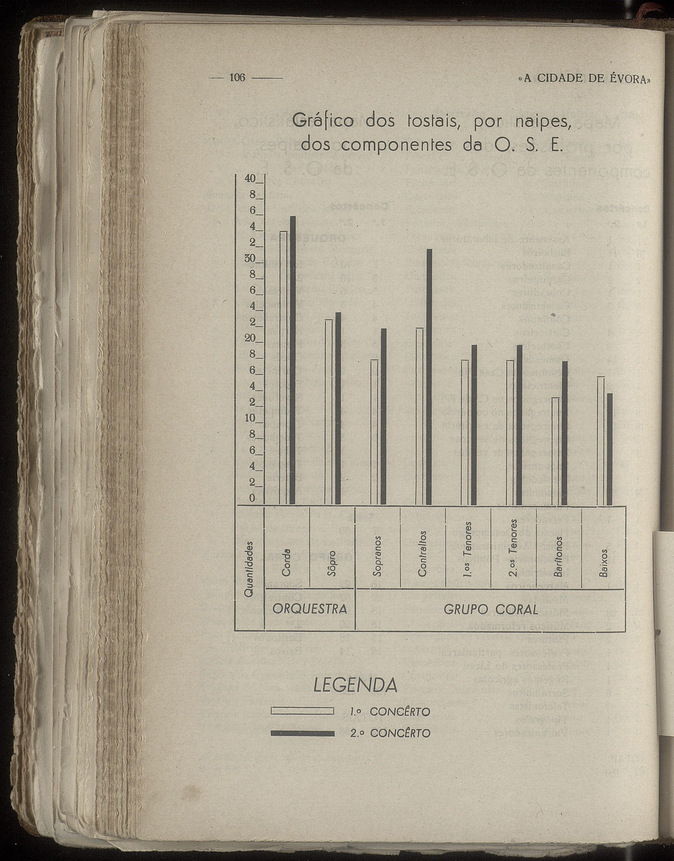 — 106 —
«A CIDADE DE ÉVORA»
Gráfico dos tostais, por naipes,
dos componentes da O. S. E.
40
8
6
4
2
30
8
6
4
2
20
8
6
4
2
10
8
6
4
2
0
Quantidades
Corda
Sôpro
Sopranos
Contraltos
1.os Tenores
2.os Tenores
Barítonos
Baixos
ORQUESTRA
GRUPO CORAL
LEGENDA
1.º CONCÊRTO
2.º CONCÊRTO